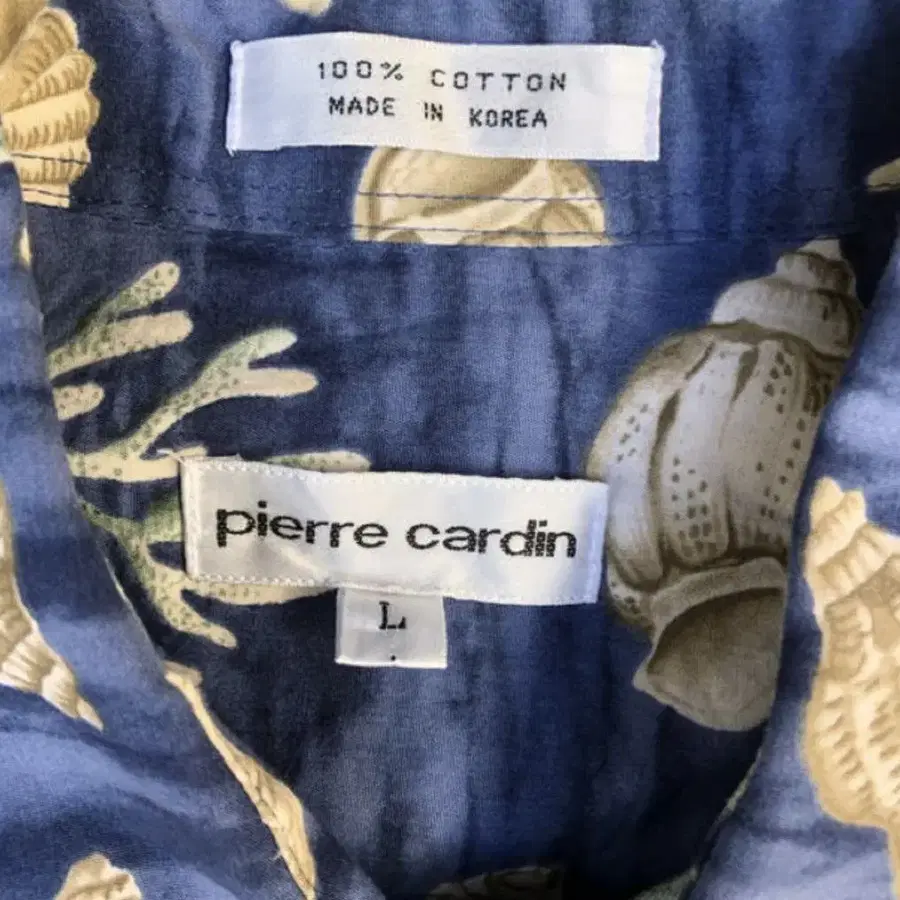 100% COTTON
MADE IN KOREA
pierre cardin
L